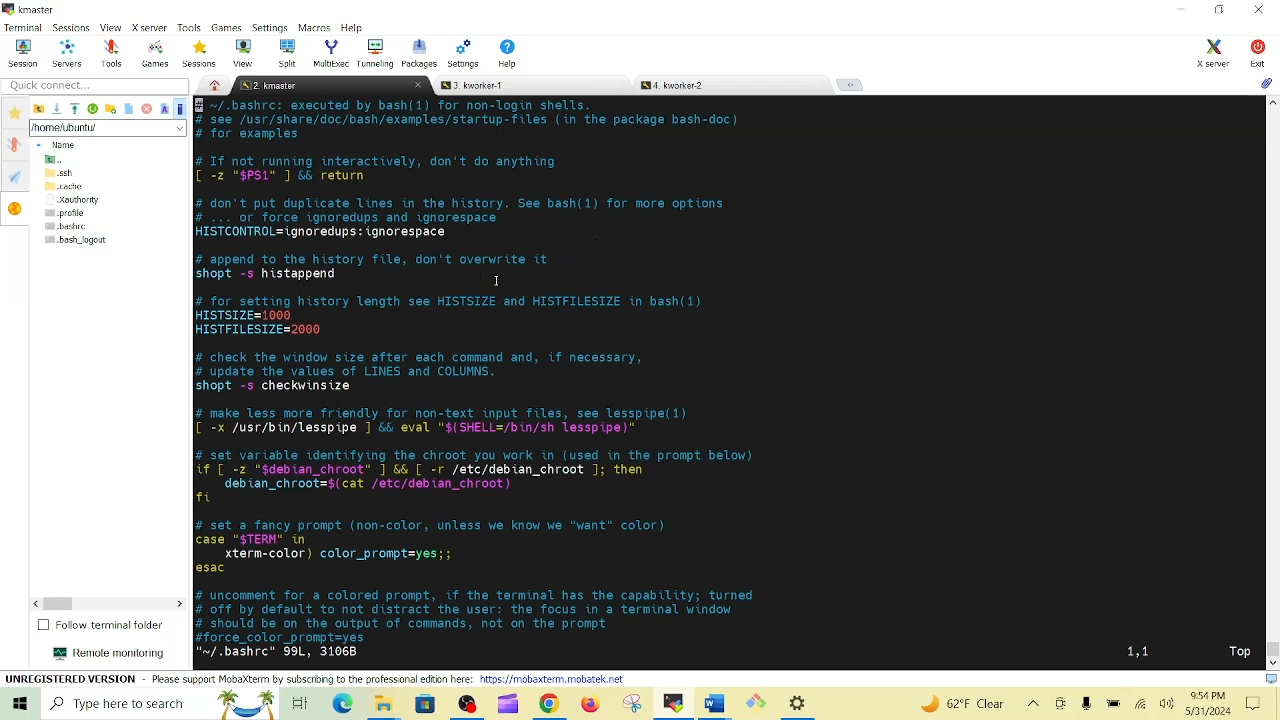 kmaster
Terminal Sessions View X server Tools Games Settings Macros Help
Session Servers Tools Games Sessions View Split MultiExec Tunneling Packages Settings Help X server Exit
Quick connect...
2. kmaster
3. kworker-1
4. kworker-2
/home/ubuntu/
Name
..
.ssh
.cache
.Xauthority
.profile
.bashrc
.bash_logout
Follow terminal folder
Remote monitoring
# ~/.bashrc: executed by bash(1) for non-login shells.
# see /usr/share/doc/bash/examples/startup-files (in the package bash-doc)
# for examples
# If not running interactively, don't do anything
[ -z "$PS1" ] && return
# don't put duplicate lines in the history. See bash(1) for more options
# ... or force ignoredups and ignorespace
HISTCONTROL=ignoredups:ignorespace
# append to the history file, don't overwrite it
shopt -s histappend
# for setting history length see HISTSIZE and HISTFILESIZE in bash(1)
HISTSIZE=1000
HISTFILESIZE=2000
# check the window size after each command and, if necessary,
# update the values of LINES and COLUMNS.
shopt -s checkwinsize
# make less more friendly for non-text input files, see lesspipe(1)
[ -x /usr/bin/lesspipe ] && eval "$(SHELL=/bin/sh lesspipe)"
# set variable identifying the chroot you work in (used in the prompt below)
if [ -z "$debian_chroot" ] && [ -r /etc/debian_chroot ]; then
debian_chroot=$(cat /etc/debian_chroot)
fi
# set a fancy prompt (non-color, unless we know we "want" color)
case "$TERM" in
xterm-color) color_prompt=yes;;
esac
# uncomment for a colored prompt, if the terminal has the capability; turned
# off by default to not distract the user: the focus in a terminal window
# should be on the output of commands, not on the prompt
#force_color_prompt=yes
"~/.bashrc" 99L, 3106B 1,1 Top
UNREGISTERED VERSION - Please support MobaXterm by subscribing to the professional edition here: https://mobaxterm.mobatek.net
Type here to search
62°F Clear
9:54 PM
5/31/2024